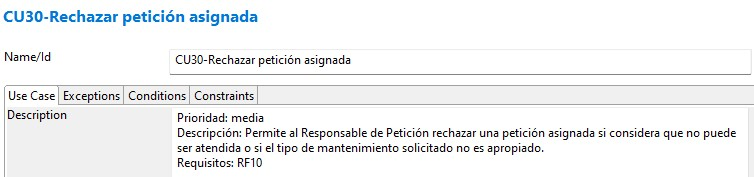 CU30-Rechazar petición asignada
Name/Id CU30-Rechazar petición asignada
Use Case Exceptions Conditions Constraints
Description Prioridad: media
Descripción: Permite al Responsable de Petición rechazar una petición asignada si considera que no puede
ser atendida o si el tipo de mantenimiento solicitado no es apropiado.
Requisitos: RF10